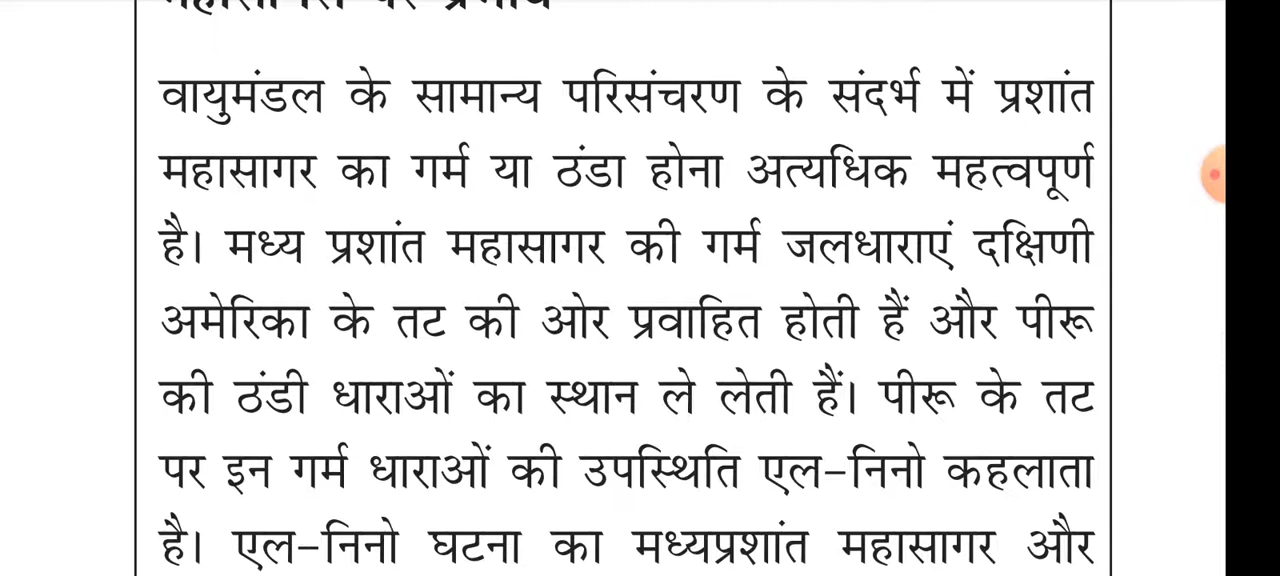 वायुमंडल के सामान्य परिसंचरण के संदर्भ में प्रशांत
महासागर का गर्म या ठंडा होना अत्यधिक महत्वपूर्ण
है। मध्य प्रशांत महासागर की गर्म जलधाराएं दक्षिणी
अमेरिका के तट की ओर प्रवाहित होती हैं और पीरू
की ठंडी धाराओं का स्थान ले लेती हैं। पीरू के तट
पर इन गर्म धाराओं की उपस्थिति एल-निनो कहलाता
है। एल-निनो घटना का मध्यप्रशांत महासागर और